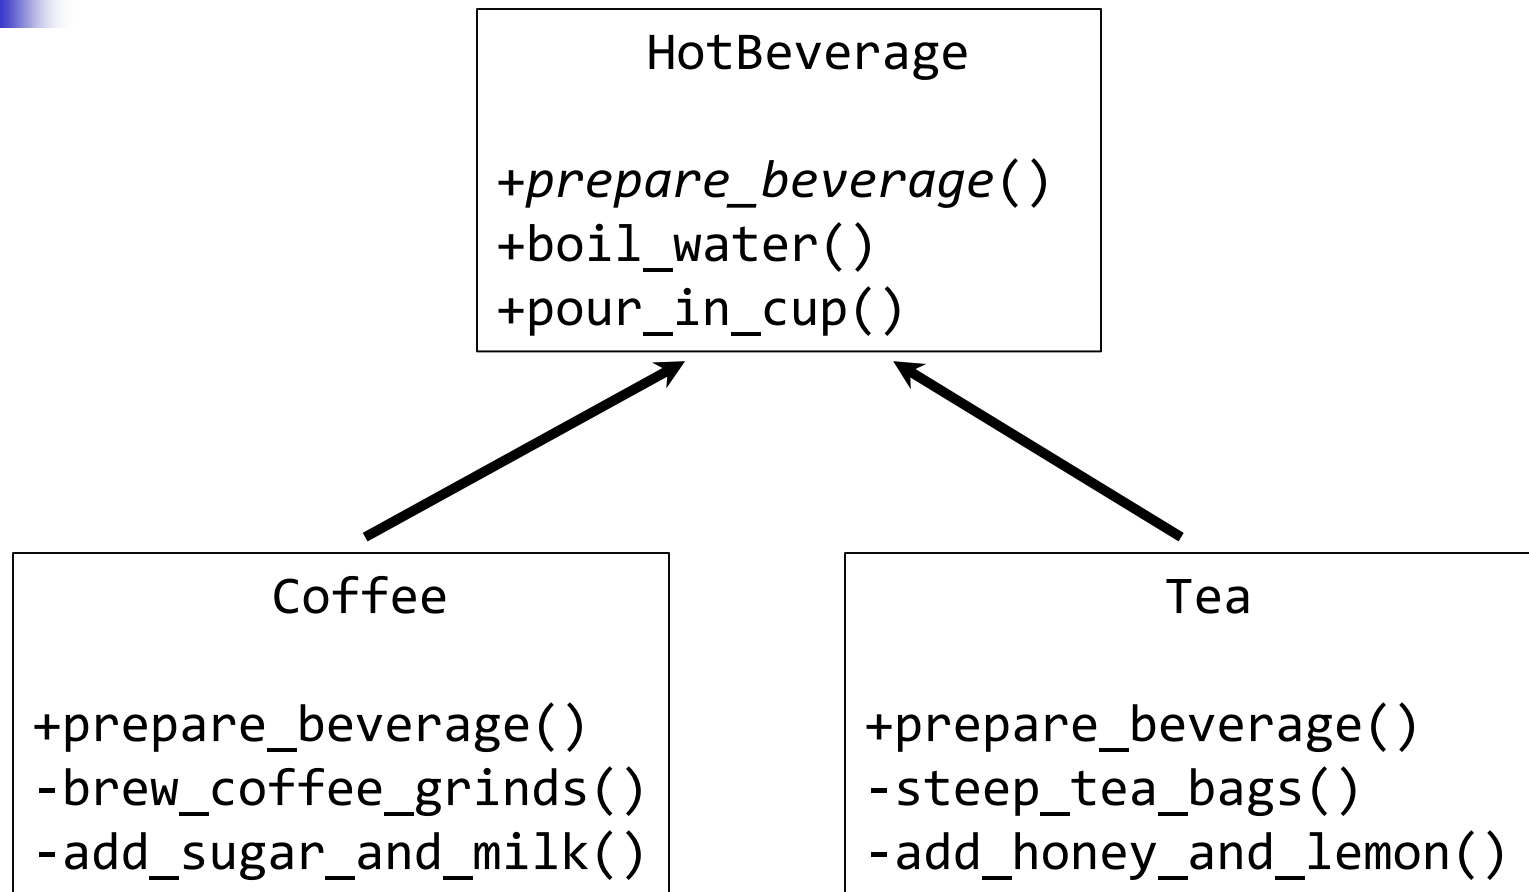 HotBeverage
+prepare_beverage()
+boil_water()
+pour_in_cup()
Coffee
+prepare_beverage()
-brew_coffee_grinds()
-add_sugar_and_milk()
Tea
+prepare_beverage()
-steep_tea_bags()
-add_honey_and_lemon()